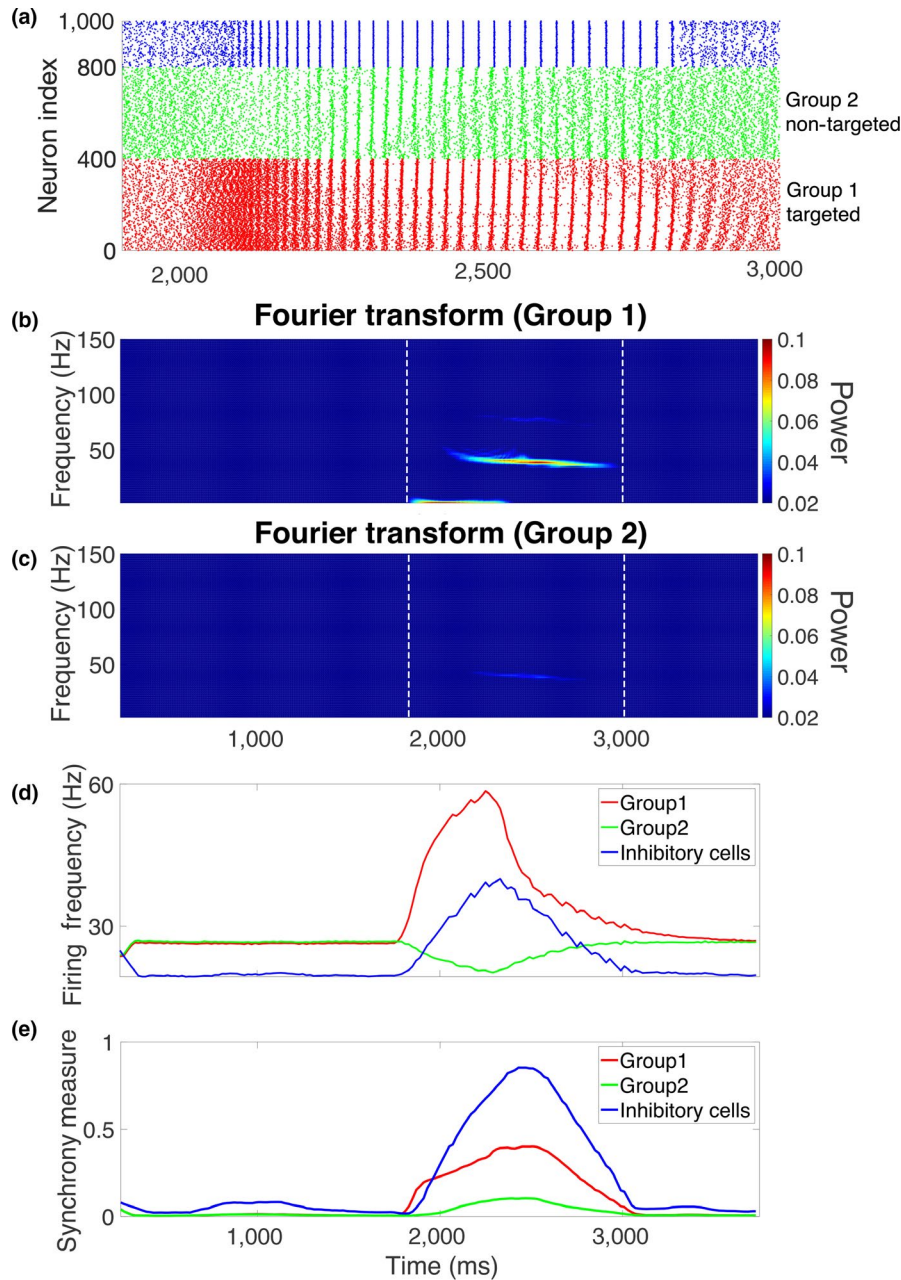 (a)
1,000
800
400
0
Neuron index
Group 2
non-targeted
Group 1
targeted
2,000
2,500
3,000
(b)
Fourier transform (Group 1)
150
100
50
Frequency (Hz)
0.1
0.08
0.06
0.04
0.02
Power
Fourier transform (Group 2)
(c)
150
100
50
Frequency (Hz)
0.1
0.08
0.06
0.04
0.02
Power
1,000
2,000
3,000
(d)
60
30
Firing frequency (Hz)
Group1
Group2
Inhibitory cells
(e)
1
0.5
0
Synchrony measure
Group1
Group2
Inhibitory cells
1,000
2,000
3,000
Time (ms)